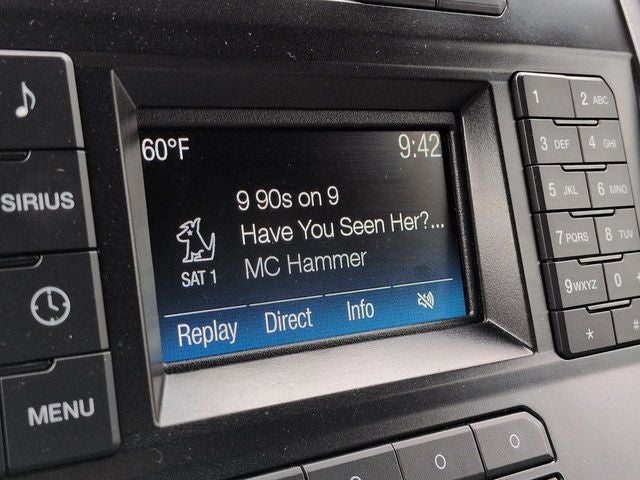 60°F 9:42
9 90s on 9
Have You Seen Her?...
MC Hammer
SAT 1
Replay Direct Info
SIRIUS
MENU
1 2 ABC
3 DEF 4 GHI
5 JKL 6 MNO
7 PQRS 8 TUV
9 WXYZ 0
* #